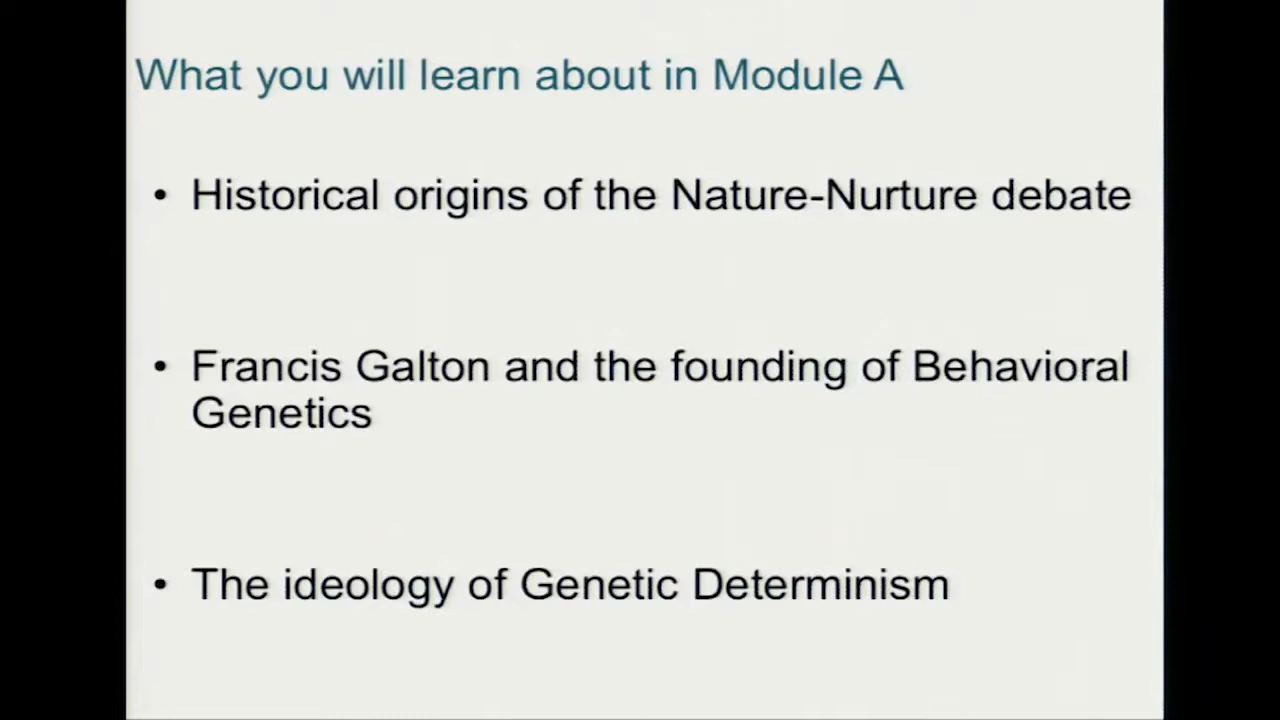 What you will learn about in Module A
• Historical origins of the Nature-Nurture debate
• Francis Galton and the founding of Behavioral
Genetics
• The ideology of Genetic Determinism